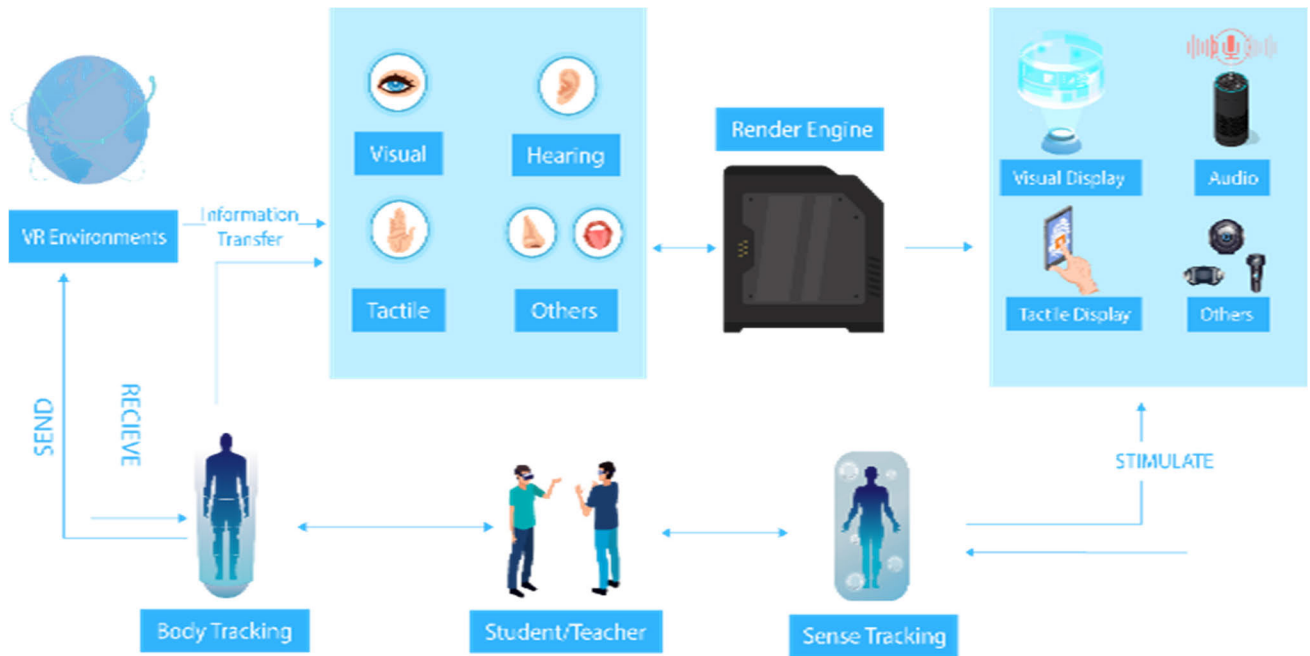 Visual
Hearing
Render Engine
Visual Display
Audio
VR Environments
Information
Transfer
Tactile
Others
Tactile Display
Others
SEND
RECIEVE
STIMULATE
Body Tracking
Student/Teacher
Sense Tracking